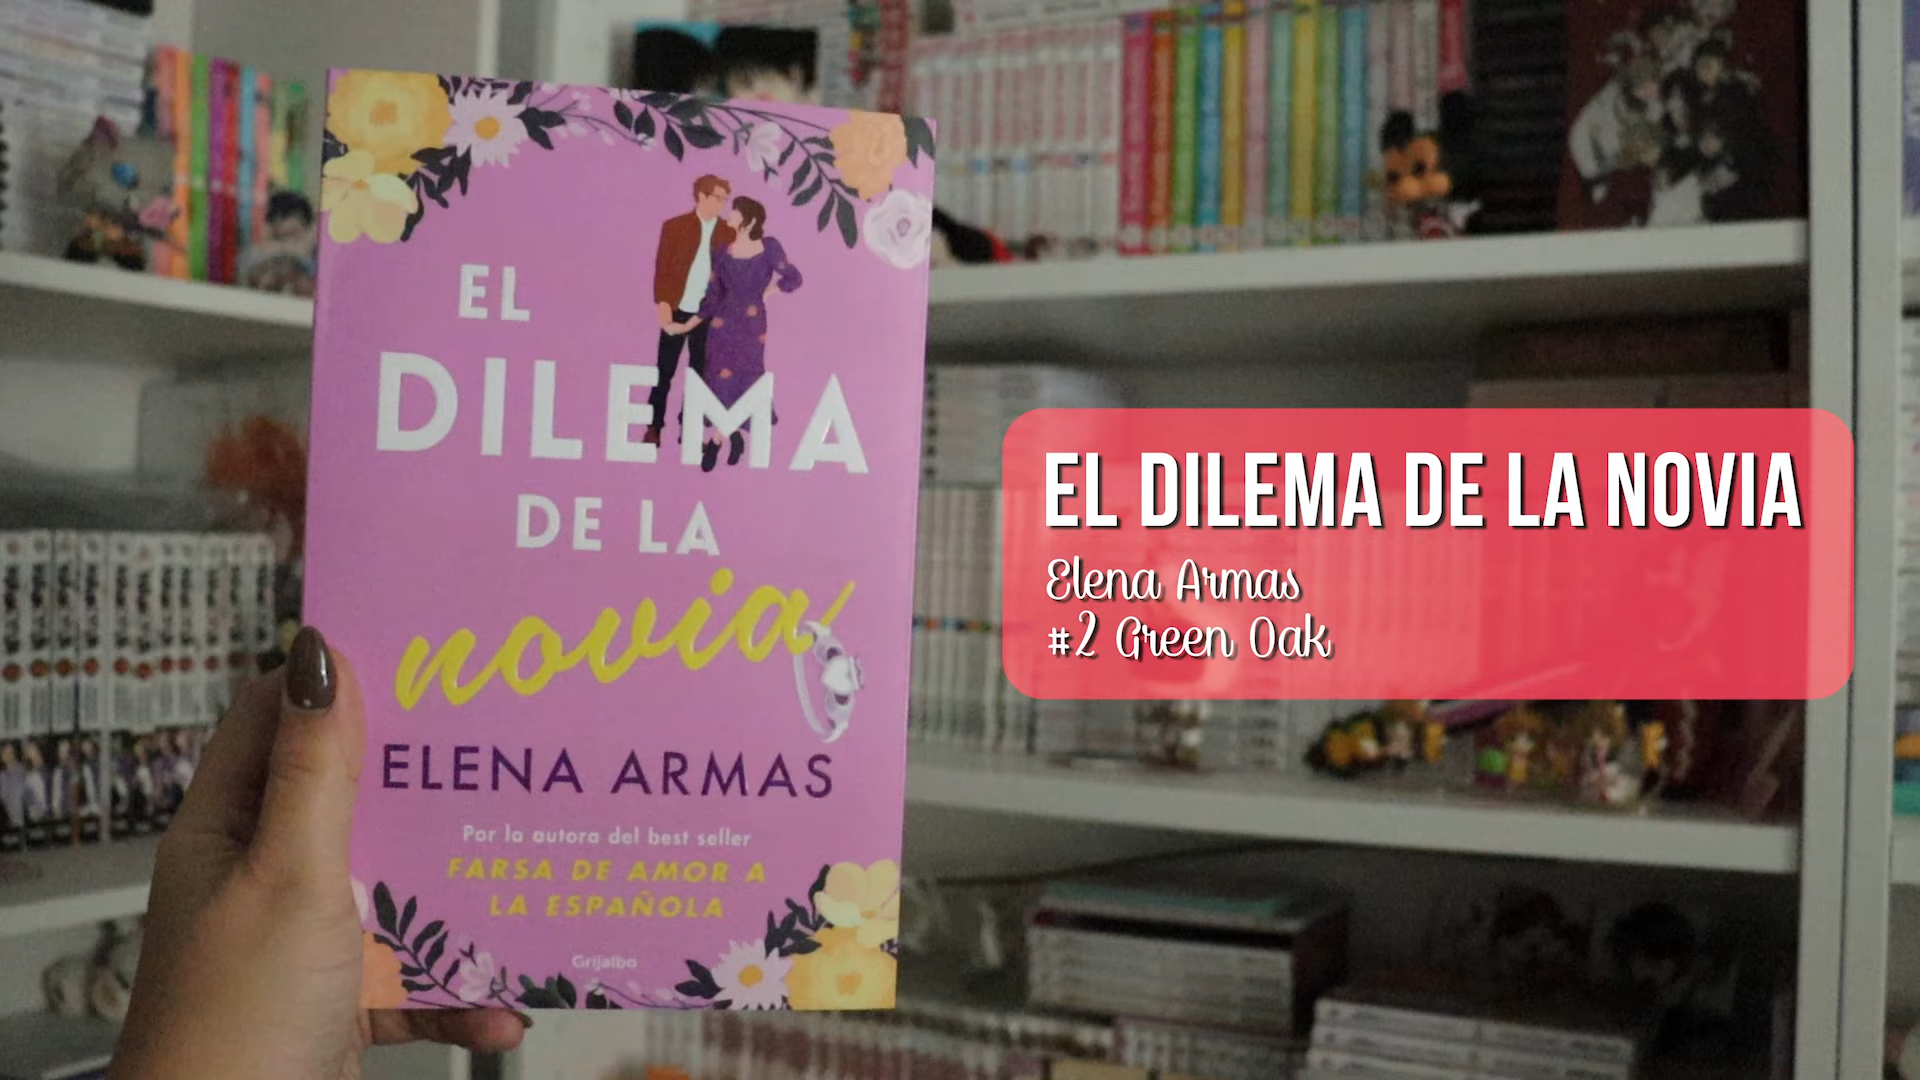 EL
DILEMA
DE LA
novia
ELENA ARMAS
Por la autora del best seller
FARSA DE AMOR A
LA ESPAÑOLA
Grijalbo
EL DILEMA DE LA NOVIA
Elena Armas
#2 Green Oak